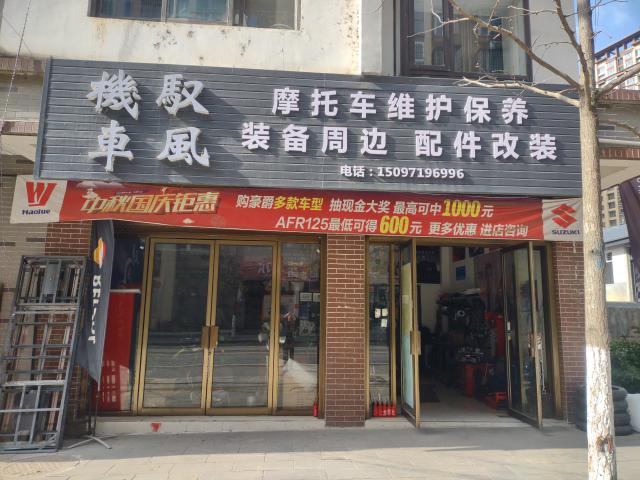 馭風
機車
摩托车维护保养
装备周边 配件改装
电话：15097196996
Haojue
中秋国庆钜惠
购豪爵多款车型 抽现金大奖 最高可中1000元
AFR125最低可得600元 更多优惠 进店咨询
SUZUKI